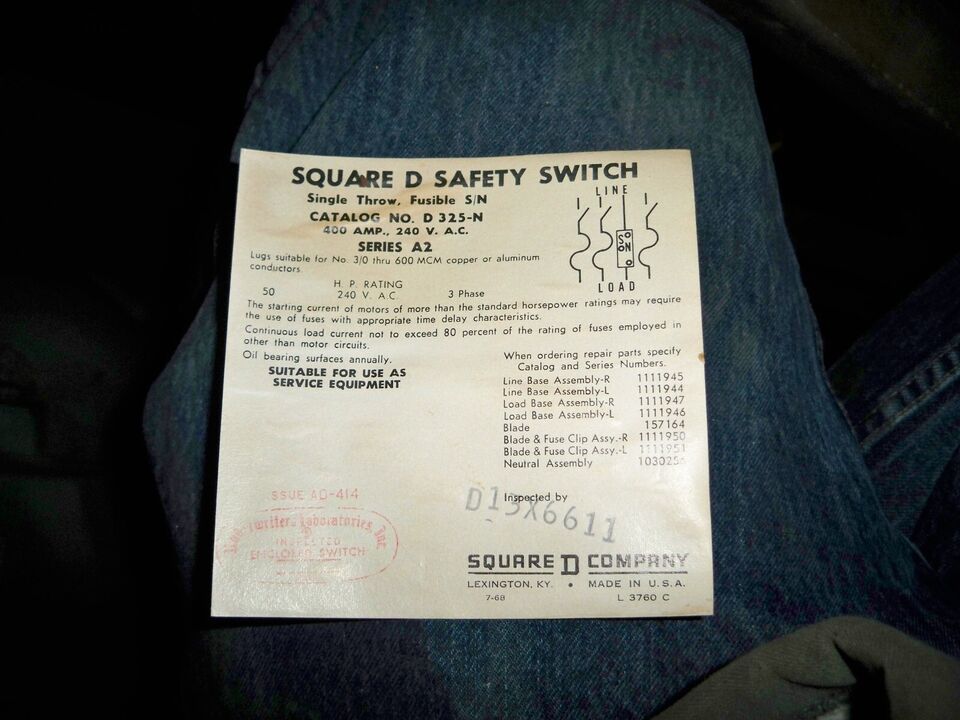 SQUARE D SAFETY SWITCH
Single Throw, Fusible S/N
CATALOG NO. D 325-N
400 AMP., 240 V. A.C.
SERIES A2
Lugs suitable for No. 3/0 thru 600 MCM copper or aluminum
conductors.
H. P. RATING
50 240 V. A.C. 3 Phase
LINE
SN
LOAD
The starting current of motors of more than the standard horsepower ratings may require
the use of fuses with appropriate time delay characteristics.
Continuous load current not to exceed 80 percent of the rating of fuses employed in
other than motor circuits.
Oil bearing surfaces annually.
SUITABLE FOR USE AS
SERVICE EQUIPMENT
When ordering repair parts specify
Catalog and Series Numbers.
Line Base Assembly-R 1111945
Line Base Assembly-L 1111944
Load Base Assembly-R 1111947
Load Base Assembly-L 1111946
Blade 157164
Blade & Fuse Clip Assy.-R 1111950
Blade & Fuse Clip Assy.-L 1111951
Neutral Assembly
ISSUE AD-414
Underwriters Laboratories, Inc.
INSPECTED
ENCLOSED SWITCH
Inspected by
D13X6611
SQUARE D COMPANY
LEXINGTON, KY. • MADE IN U.S.A.
7-68 L 3760 C